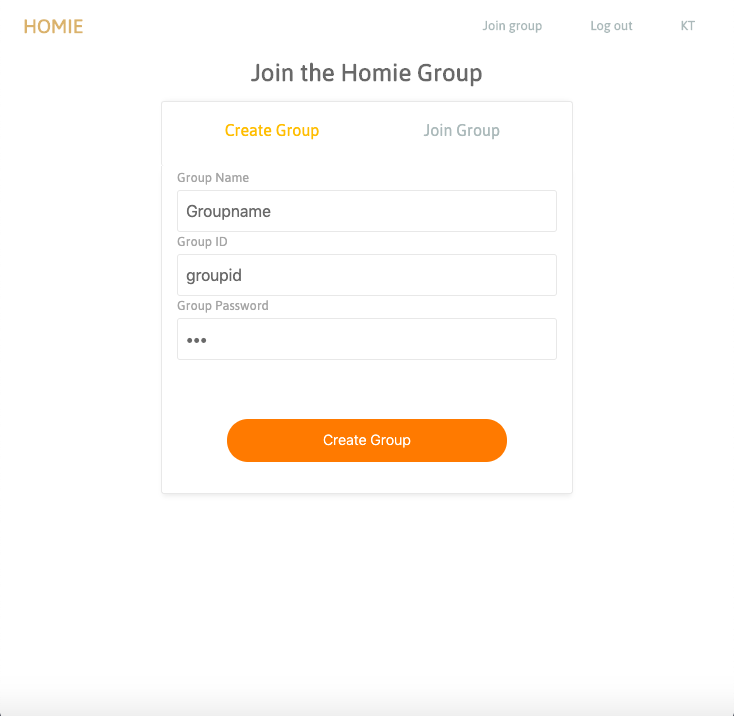 HOMIE
Join group Log out KT
Join the Homie Group
Create Group Join Group
Group Name
Groupname
Group ID
groupid
Group Password
•••
Create Group